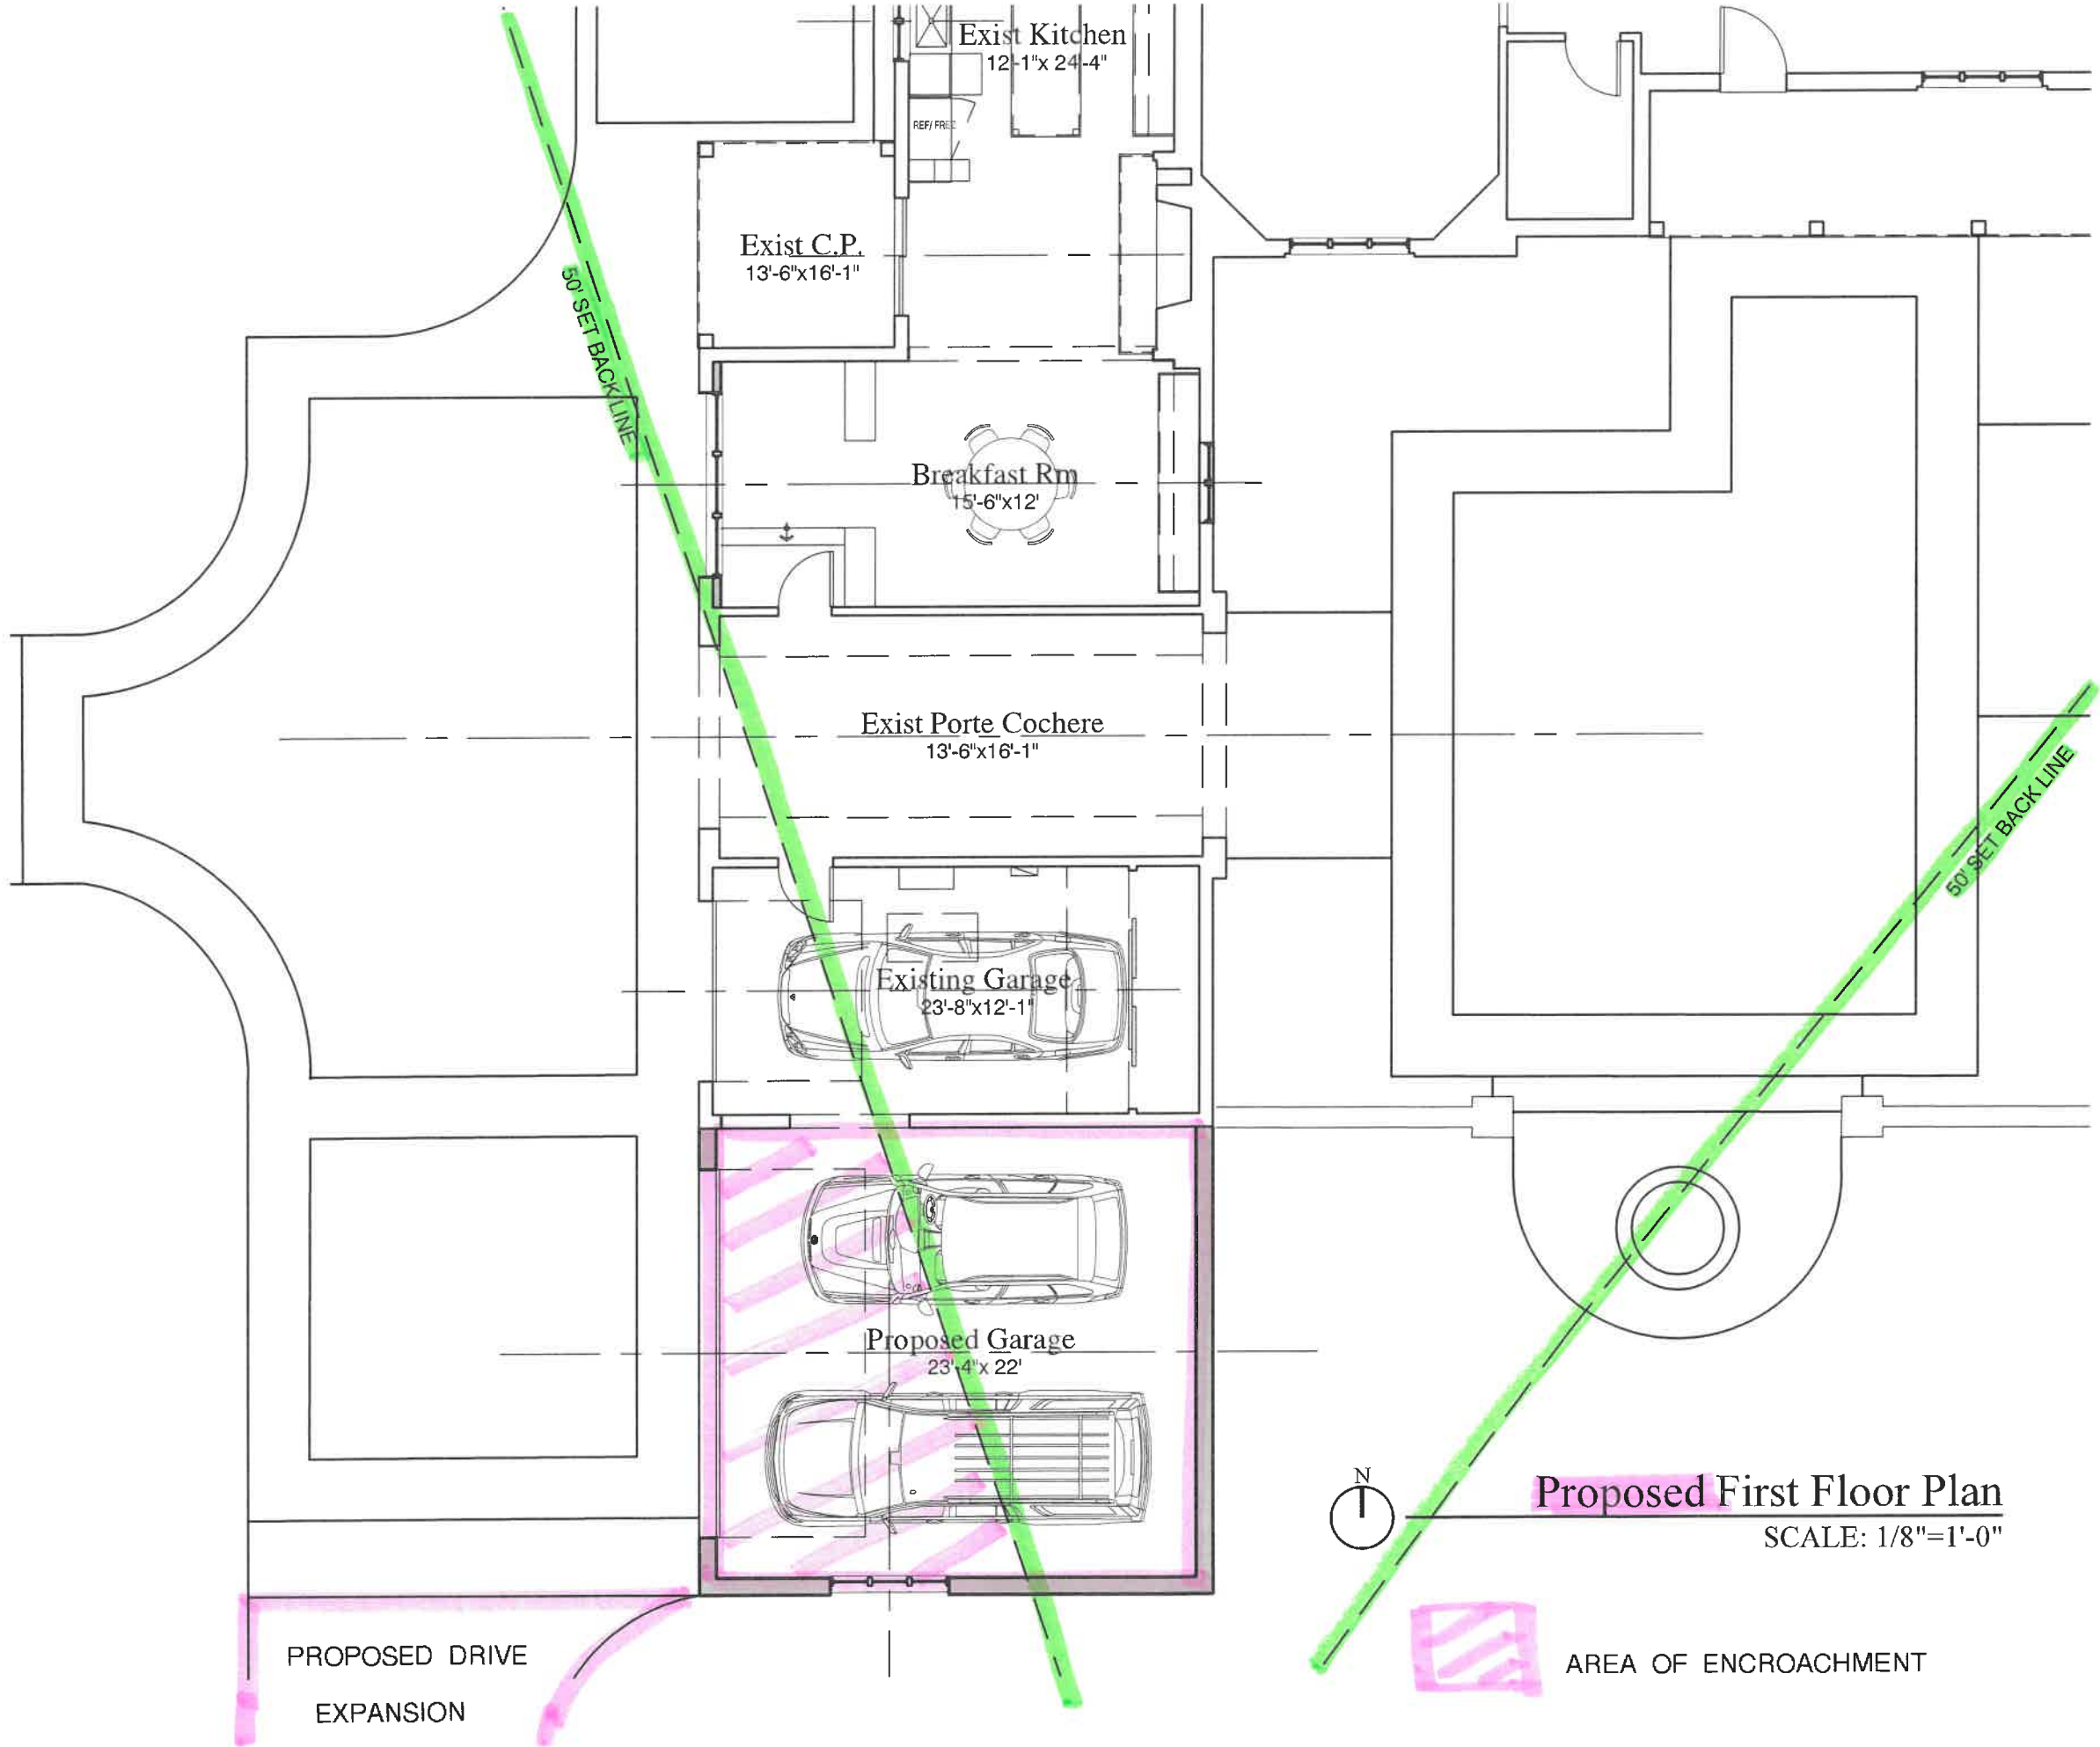 Exist Kitchen
12'-1"x 24'-4"
REF/ FREZ
Exist C.P.
13'-6"x16'-1"
50' SET BACK LINE
Breakfast Rm
15'-6"x12'
Exist Porte Cochere
13'-6"x16'-1"
50' SET BACK LINE
Existing Garage
23'-8"x12'-1"
Proposed Garage
23'-4"x 22'
N
Proposed First Floor Plan
SCALE: 1/8"=1'-0"
PROPOSED DRIVE
EXPANSION
AREA OF ENCROACHMENT